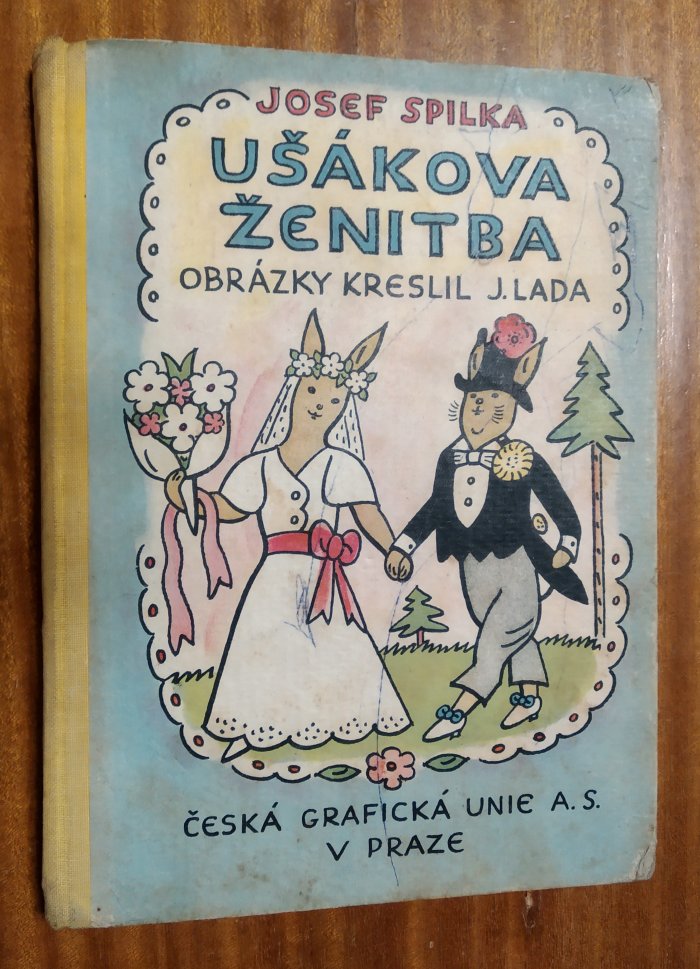 JOSEF SPILKA
UŠÁKOVA
ŽENITBA
OBRÁZKY KRESLIL J. LADA
ČESKÁ GRAFICKÁ UNIE A. S.
V PRAZE